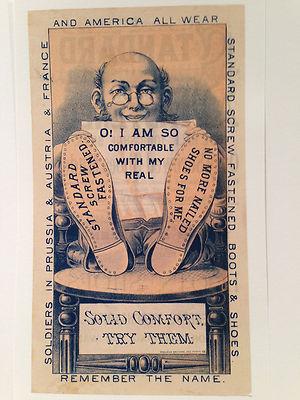 AND AMERICA ALL WEAR
STANDARD SCREW FASTENED BOOTS & SHOES
SOLDIERS IN PRUSSIA & AUSTRIA & FRANCE
O! I AM SO
COMFORTABLE
WITH MY
REAL
STANDARD
SCREW
FASTENED
NO MORE NAILED
SHOES FOR ME
SOLID COMFORT.
TRY THEM
REMEMBER THE NAME.